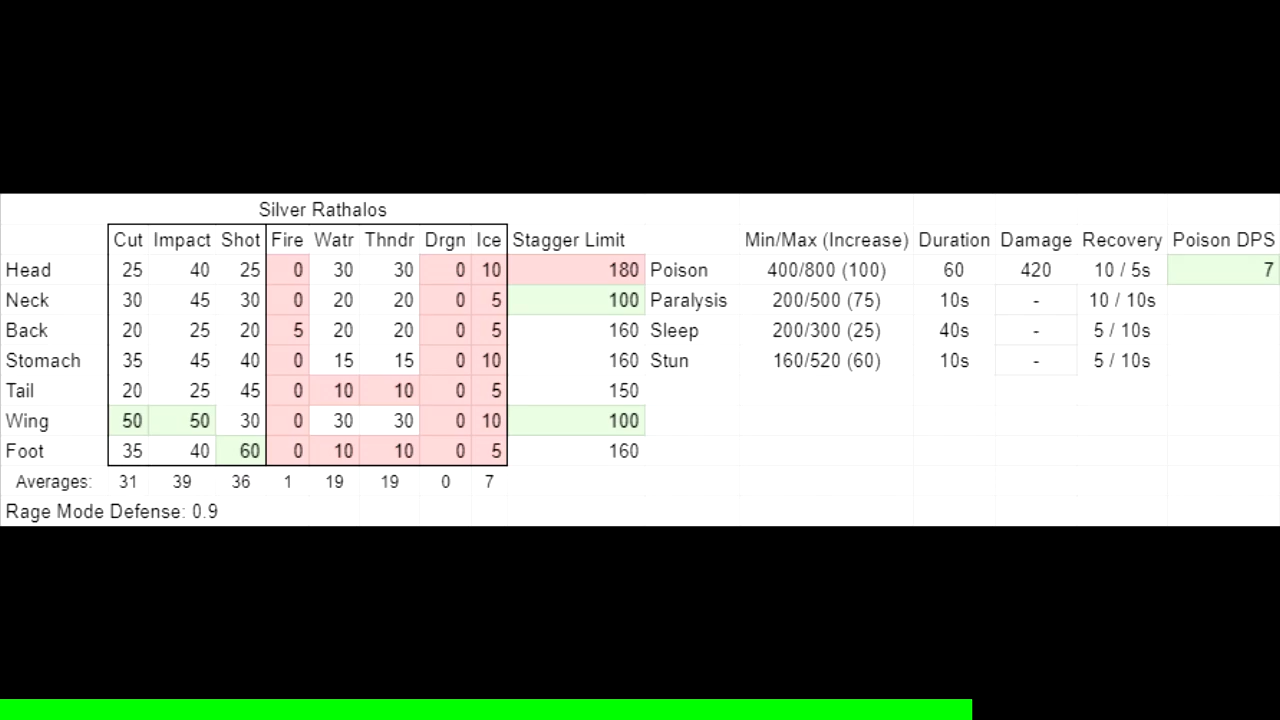 Silver Rathalos
Cut Impact Shot Fire Watr Thndr Drgn Ice Stagger Limit Min/Max (Increase) Duration Damage Recovery Poison DPS
Head 25 40 25 0 30 30 0 10 180 Poison 400/800 (100) 60 420 10 / 5s 7
Neck 30 45 30 0 20 20 0 5 100 Paralysis 200/500 (75) 10s - 10 / 10s
Back 20 25 20 5 20 20 0 5 160 Sleep 200/300 (25) 40s - 5 / 10s
Stomach 35 45 40 0 15 15 0 10 160 Stun 160/520 (60) 10s - 5 / 10s
Tail 20 25 45 0 10 10 0 5 150
Wing 50 50 30 0 30 30 0 10 100
Foot 35 40 60 0 10 10 0 5 160
Averages: 31 39 36 1 19 19 0 7
Rage Mode Defense: 0.9